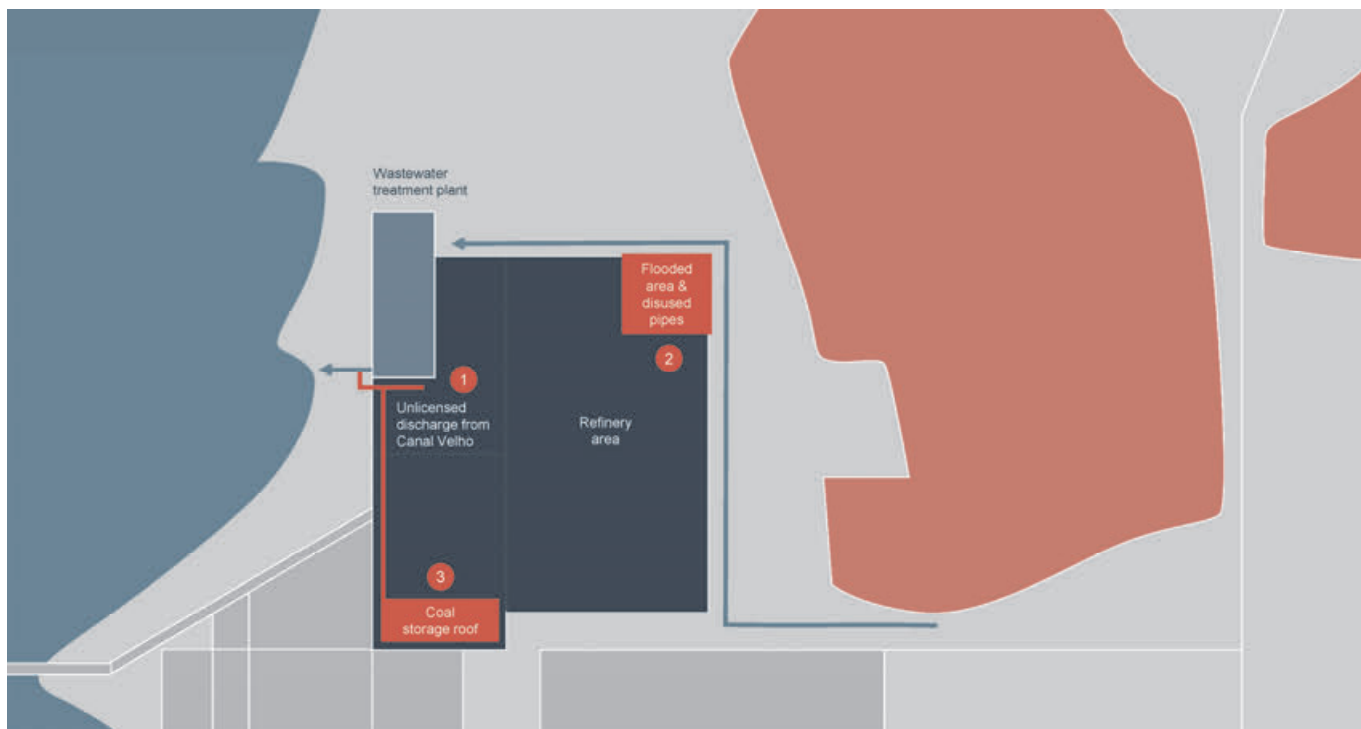 Wastewater
treatment plant
Flooded
area &
disused
pipes
2
1
Unlicensed
discharge from
Canal Velho
Refinery
area
3
Coal
storage roof